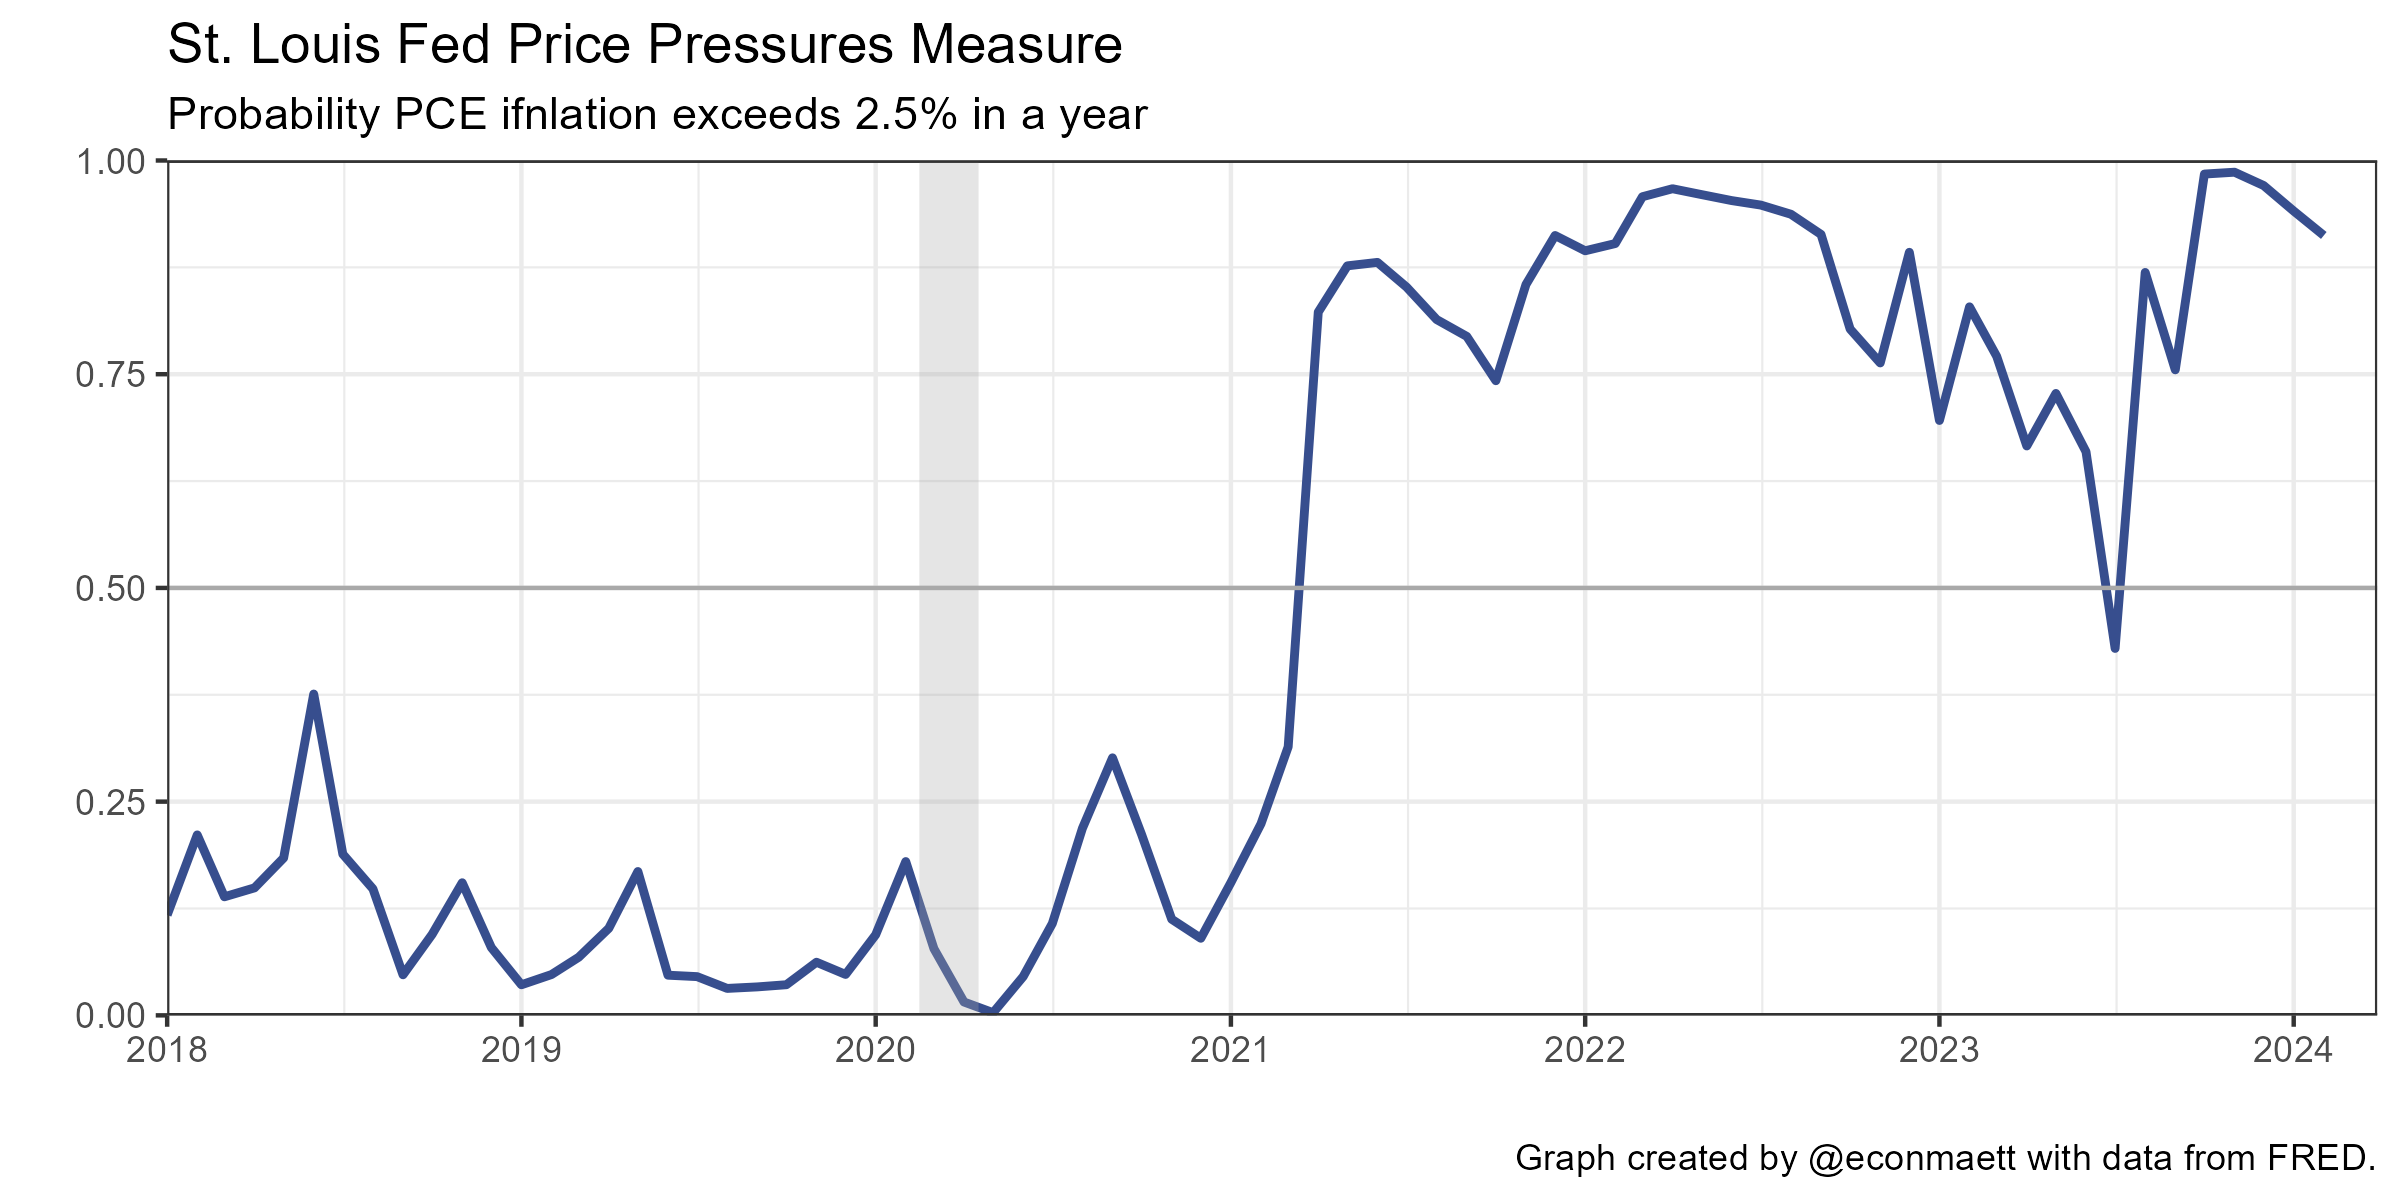 St. Louis Fed Price Pressures Measure
Probability PCE ifnlation exceeds 2.5% in a year
1.00
0.75
0.50
0.25
0.00
2018 2019 2020 2021 2022 2023 2024
Graph created by @econmaett with data from FRED.